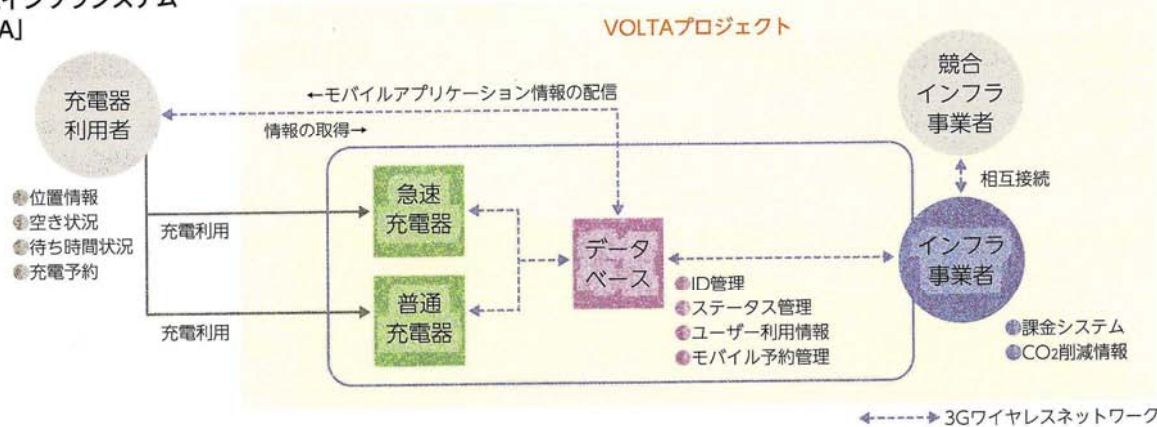 インフラシステム
A」
VOLTAプロジェクト
充電器
利用者
競合
インフラ
事業者
←モバイルアプリケーション情報の配信
情報の取得→
相互接続
●位置情報
●空き状況
●待ち時間状況
●充電予約
充電利用
急速
充電器
データ
ベース
インフラ
事業者
●ID管理
●ステータス管理
●ユーザー利用情報
●モバイル予約管理
充電利用
普通
充電器
●課金システム
●CO2削減情報
3Gワイヤレスネットワーク